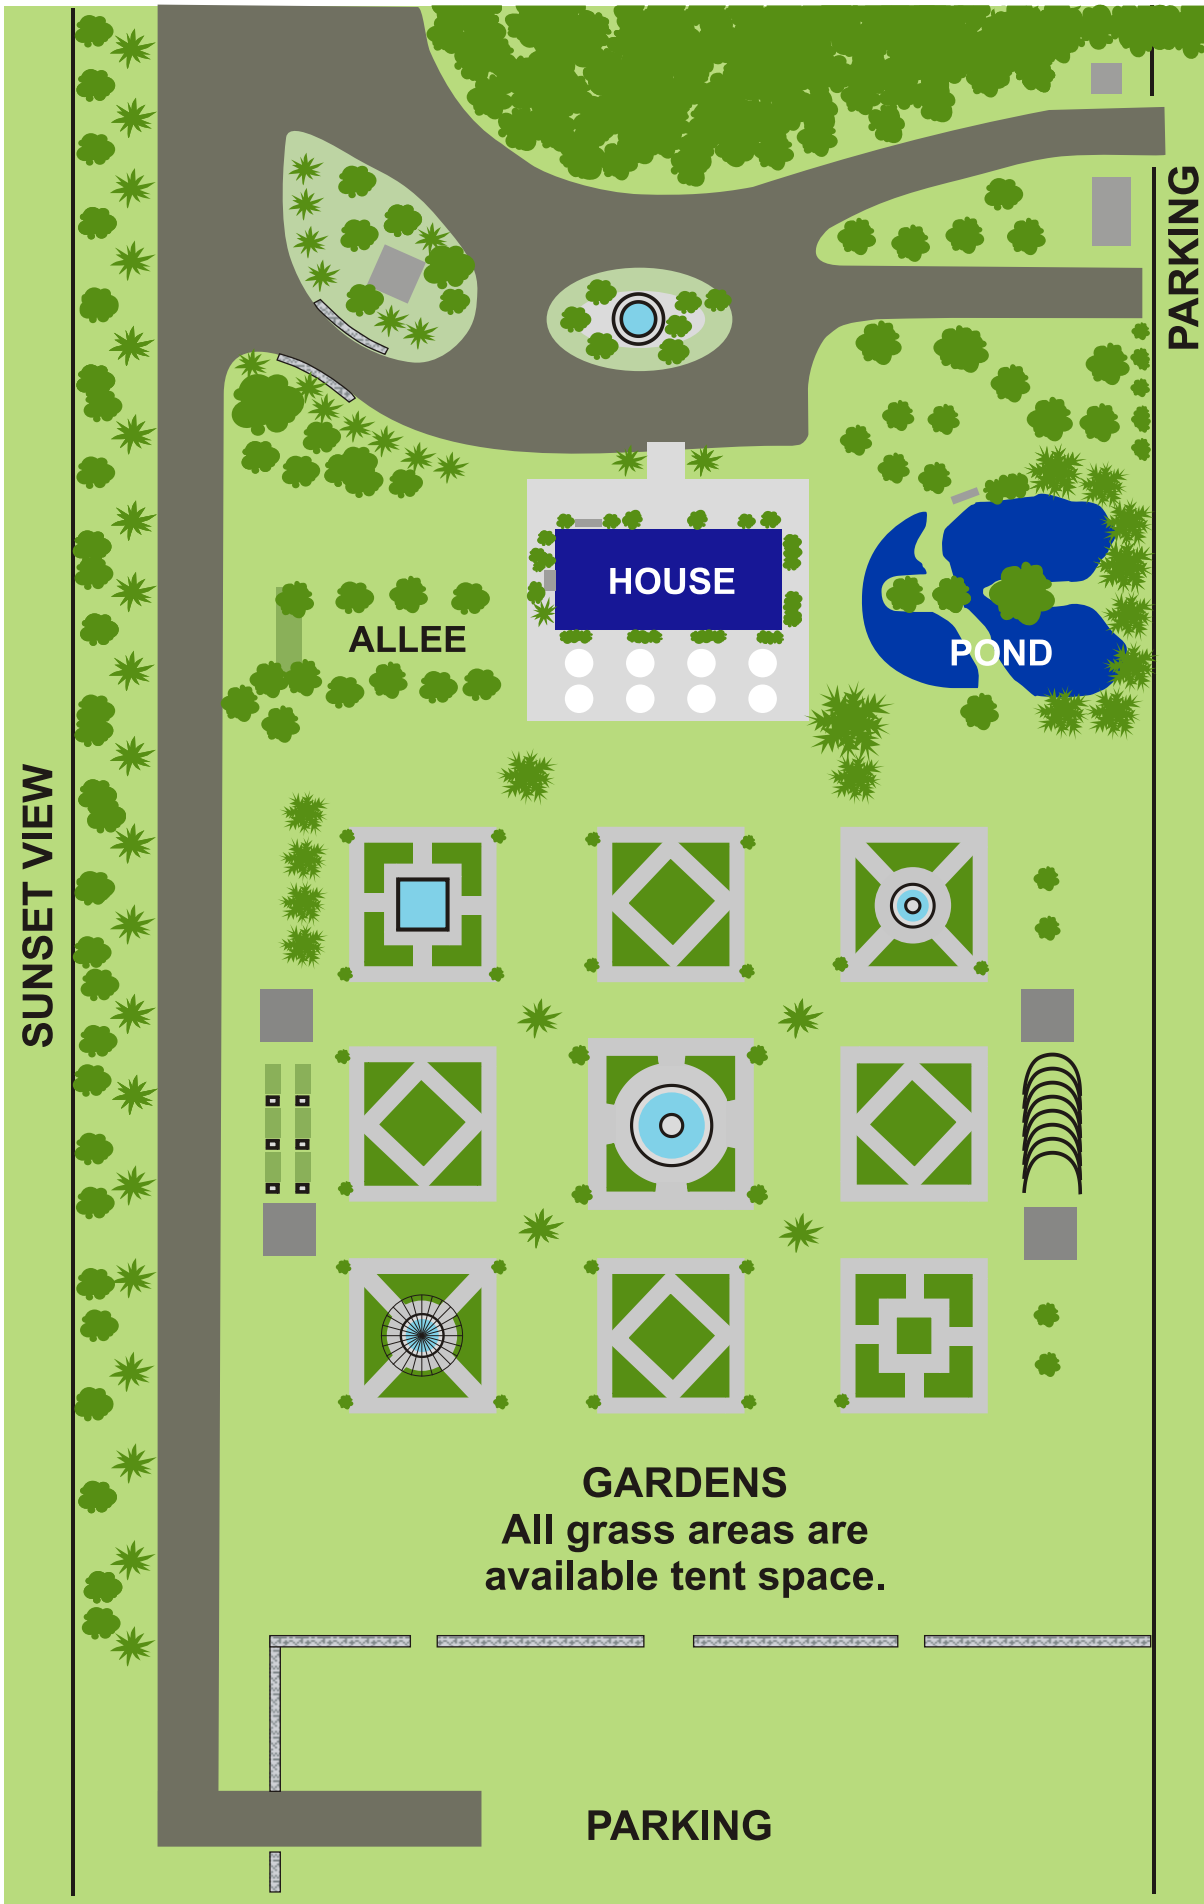 PARKING
HOUSE
ALLEE
POND
SUNSET VIEW
GARDENS
All grass areas are
available tent space.
PARKING